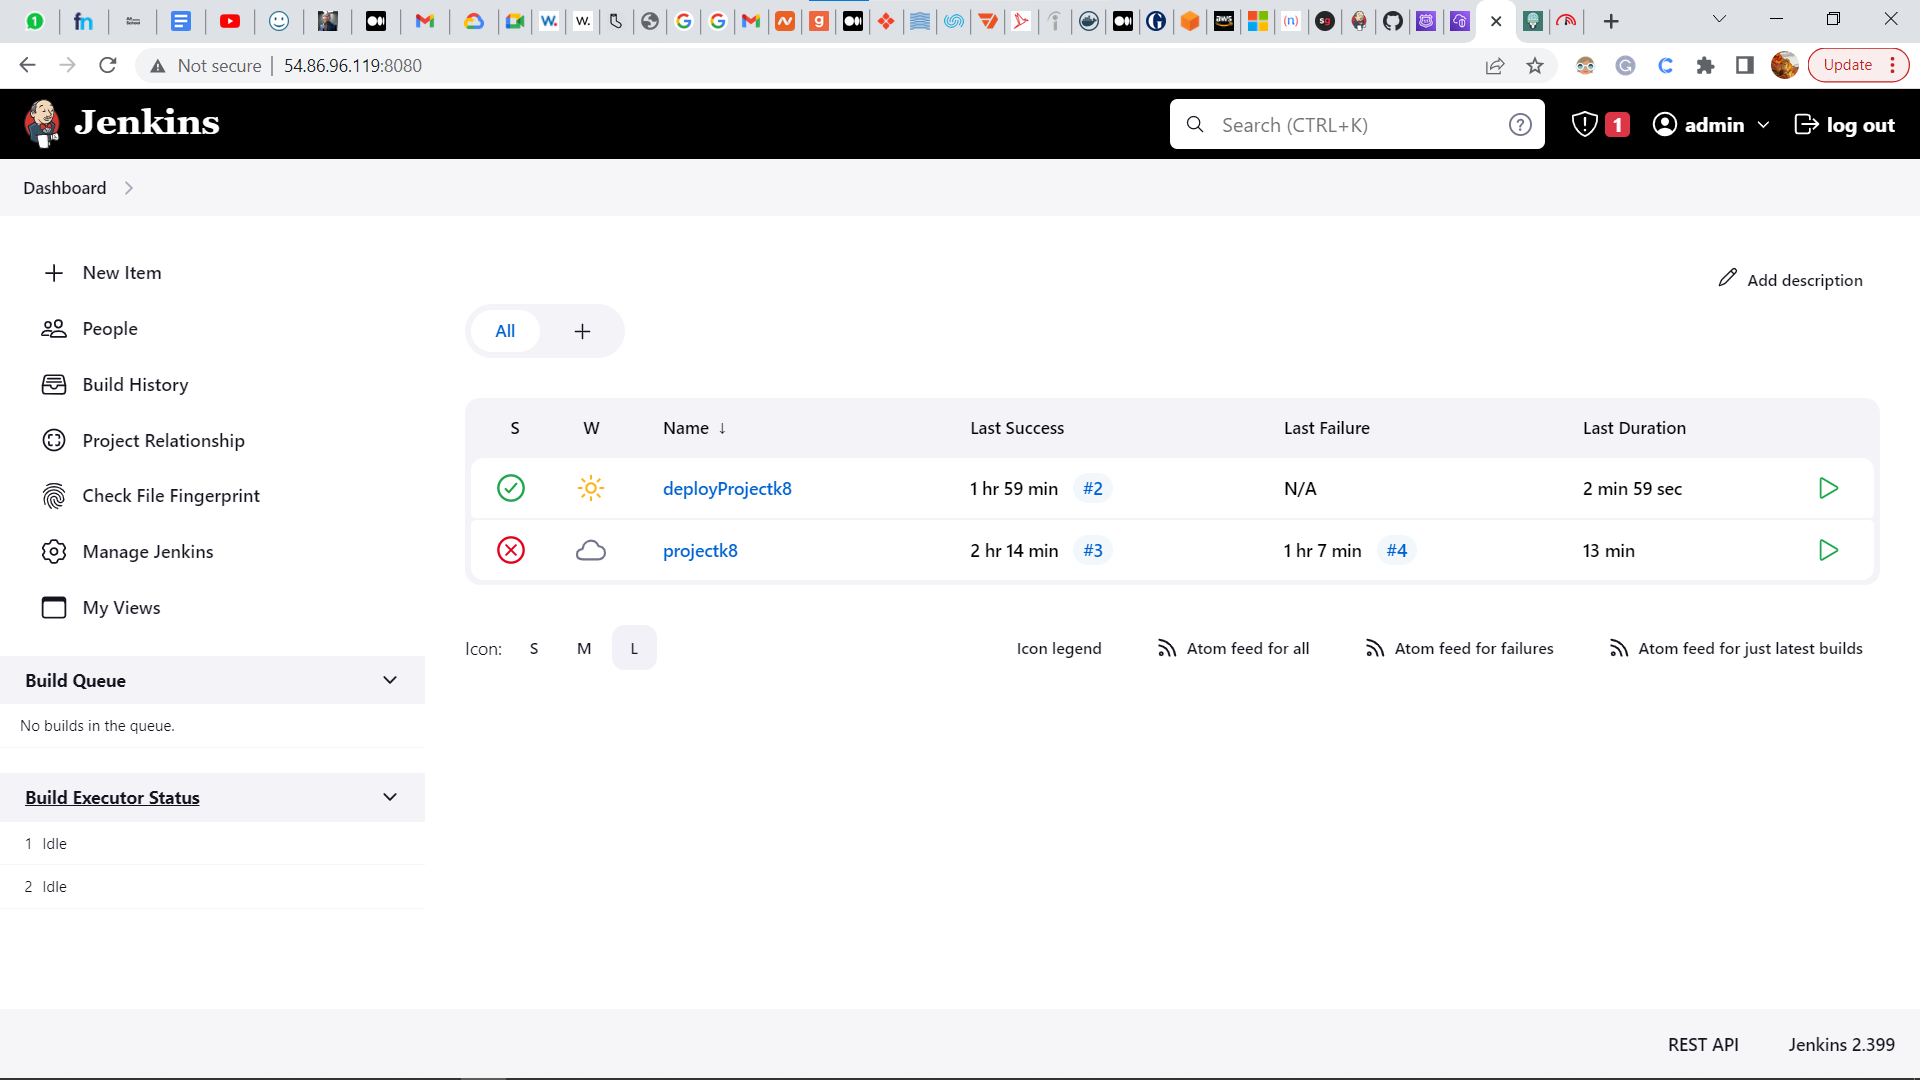 Not secure | 54.86.96.119:8080
Update
Jenkins
Search (CTRL+K)
1
admin
log out
Dashboard
New Item
People
Build History
Project Relationship
Check File Fingerprint
Manage Jenkins
My Views
Add description
All +
S W Name ↓ Last Success Last Failure Last Duration
deployProjectk8 1 hr 59 min #2 N/A 2 min 59 sec
projectk8 2 hr 14 min #3 1 hr 7 min #4 13 min
Icon: S M L
Icon legend
Atom feed for all
Atom feed for failures
Atom feed for just latest builds
Build Queue
No builds in the queue.
Build Executor Status
1 Idle
2 Idle
REST API
Jenkins 2.399